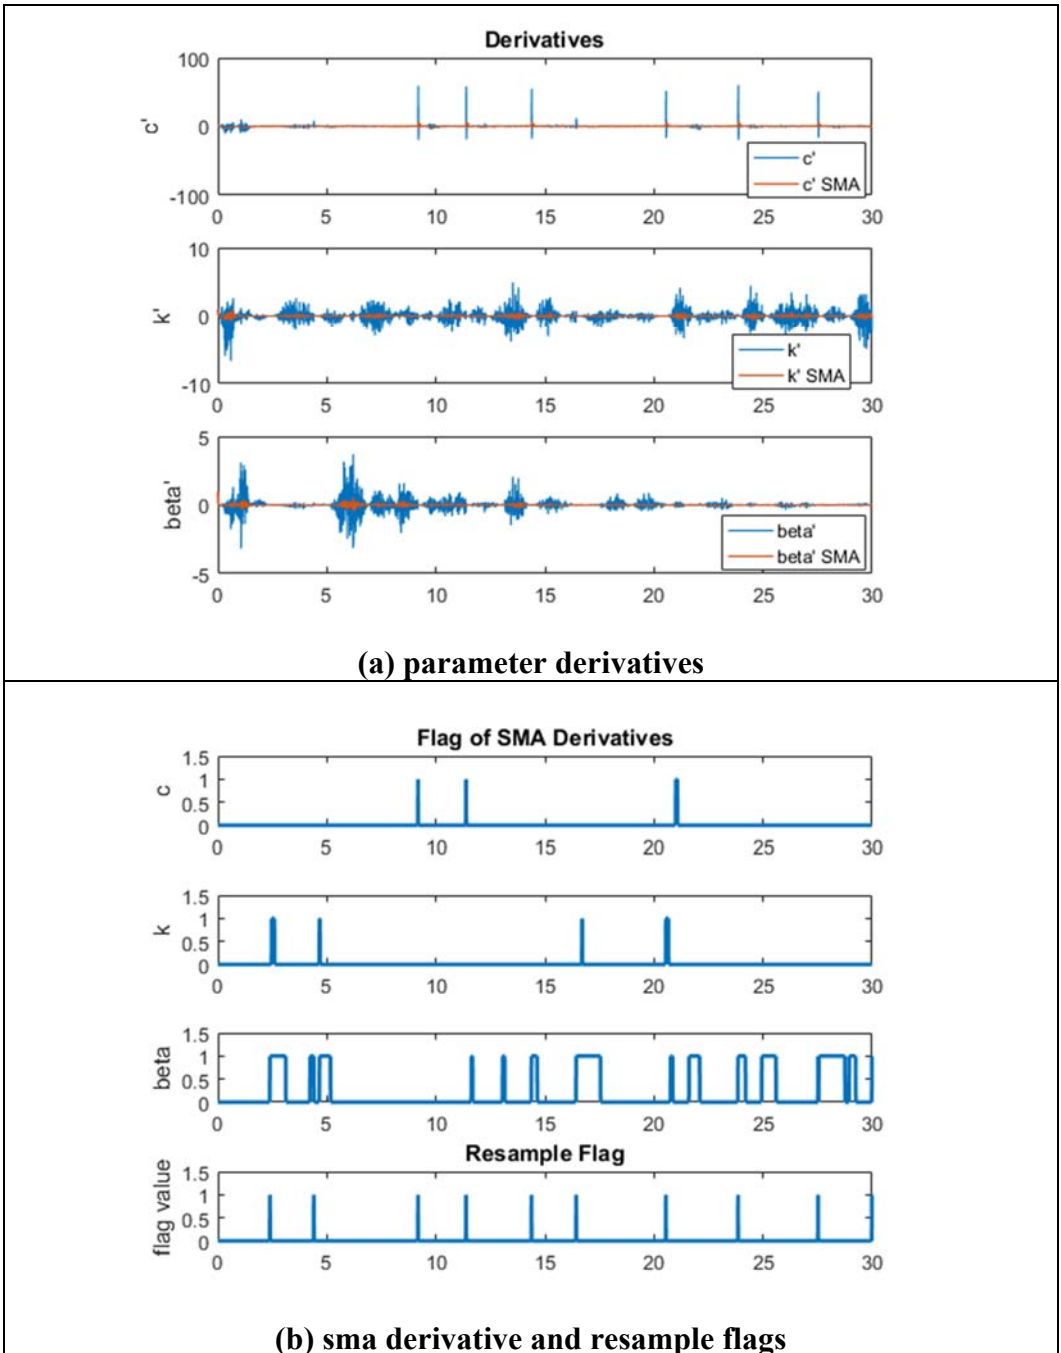 Derivatives
100
0
-100
c'
c'
c' SMA
0 5 10 15 20 25 30
10
0
-10
k'
k'
k' SMA
0 5 10 15 20 25 30
5
0
-5
beta'
beta'
beta' SMA
0 5 10 15 20 25 30
(a) parameter derivatives
Flag of SMA Derivatives
1.5
1
0.5
0
c
0 5 10 15 20 25 30
1.5
1
0.5
0
k
0 5 10 15 20 25 30
1.5
1
0.5
0
beta
0 5 10 15 20 25 30
Resample Flag
1.5
1
0.5
0
flag value
0 5 10 15 20 25 30
(b) sma derivative and resample flags